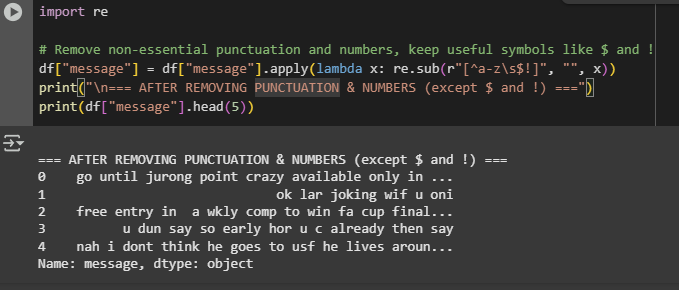 import re
# Remove non-essential punctuation and numbers, keep useful symbols like $ and !
df["message"] = df["message"].apply(lambda x: re.sub(r"[^a-z\s$!]", "", x))
print("\n=== AFTER REMOVING PUNCTUATION & NUMBERS (except $ and !) ===")
print(df["message"].head(5))
=== AFTER REMOVING PUNCTUATION & NUMBERS (except $ and !) ===
0    go until jurong point crazy available only in ...
1                              ok lar joking wif u oni
2    free entry in  a wkly comp to win fa cup final...
3          u dun say so early hor u c already then say
4    nah i dont think he goes to usf he lives aroun...
Name: message, dtype: object